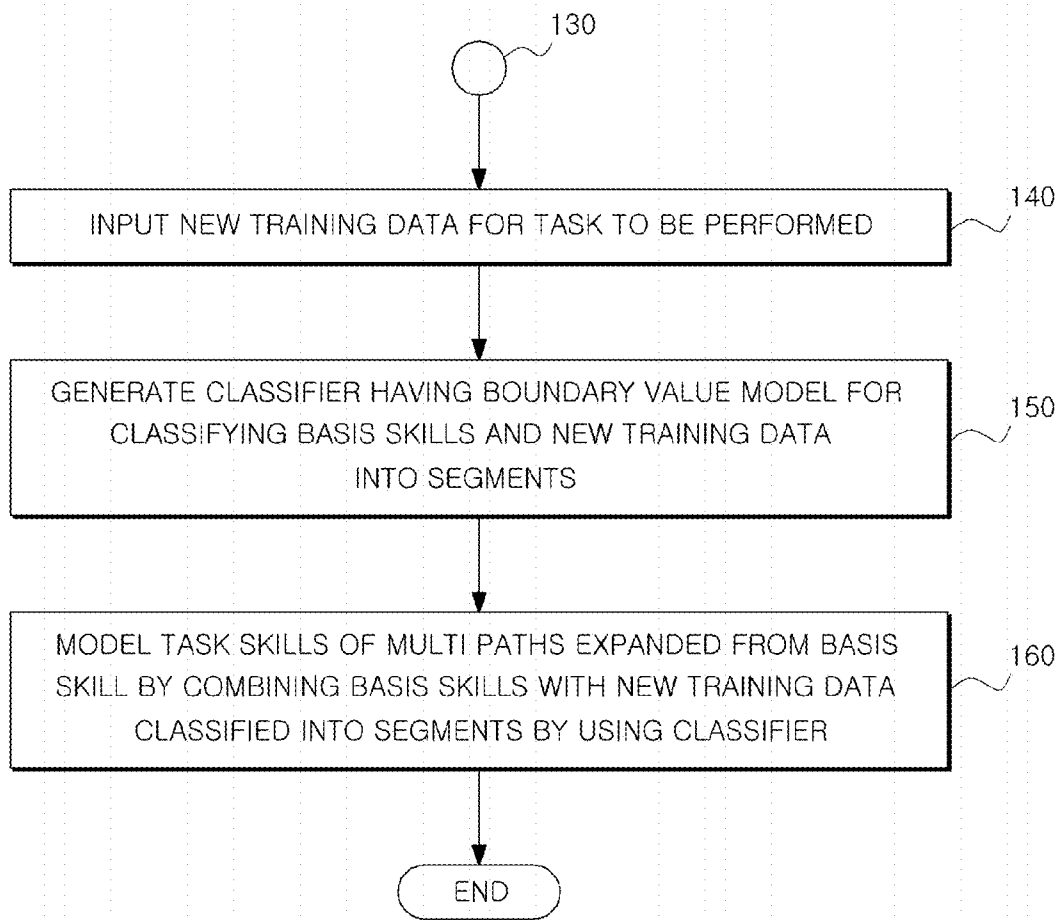 130
INPUT NEW TRAINING DATA FOR TASK TO BE PERFORMED
140
GENERATE CLASSIFIER HAVING BOUNDARY VALUE MODEL FOR
CLASSIFYING BASIS SKILLS AND NEW TRAINING DATA
INTO SEGMENTS
150
MODEL TASK SKILLS OF MULTI PATHS EXPANDED FROM BASIS
SKILL BY COMBINING BASIS SKILLS WITH NEW TRAINING DATA
CLASSIFIED INTO SEGMENTS BY USING CLASSIFIER
160
END